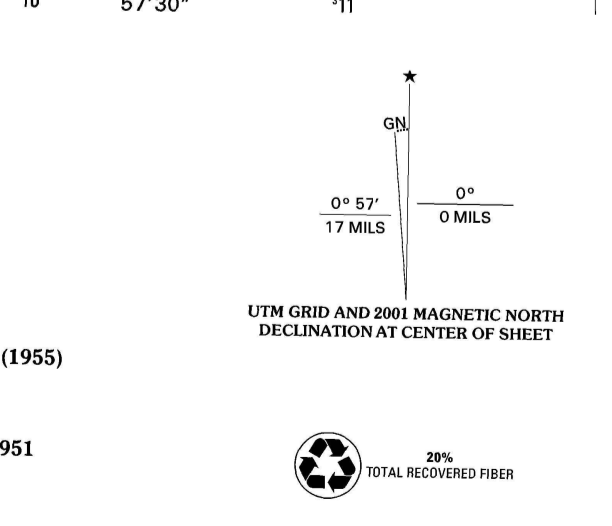 57'30" ³11
GN
0° 57' 0°
17 MILS 0 MILS
UTM GRID AND 2001 MAGNETIC NORTH
DECLINATION AT CENTER OF SHEET
(1955)
951
20%
TOTAL RECOVERED FIBER